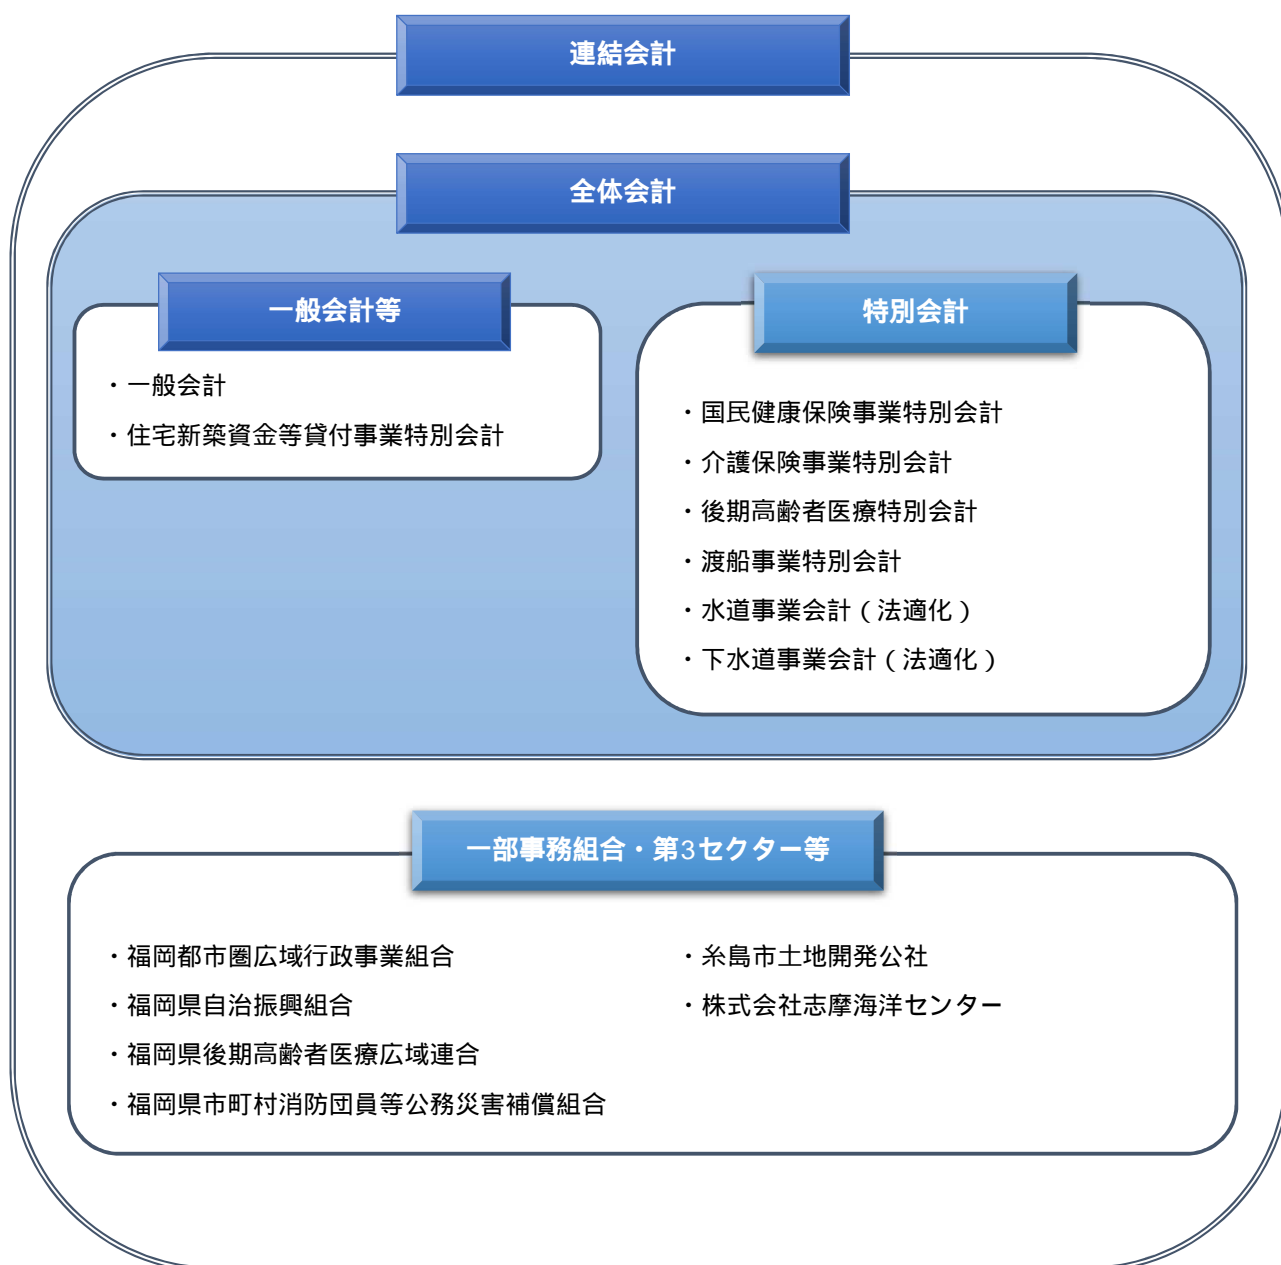 連結会計
全体会計
一般会計等
・一般会計
・住宅新築資金等貸付事業特別会計
特別会計
・国民健康保険事業特別会計
・介護保険事業特別会計
・後期高齢者医療特別会計
・渡船事業特別会計
・水道事業会計(法適化)
・下水道事業会計(法適化)
一部事務組合・第3セクター等
・福岡都市圏広域行政事業組合
・福岡県自治振興組合
・福岡県後期高齢者医療広域連合
・福岡県市町村消防団員等公務災害補償組合
・糸島市土地開発公社
・株式会社志摩海洋センター